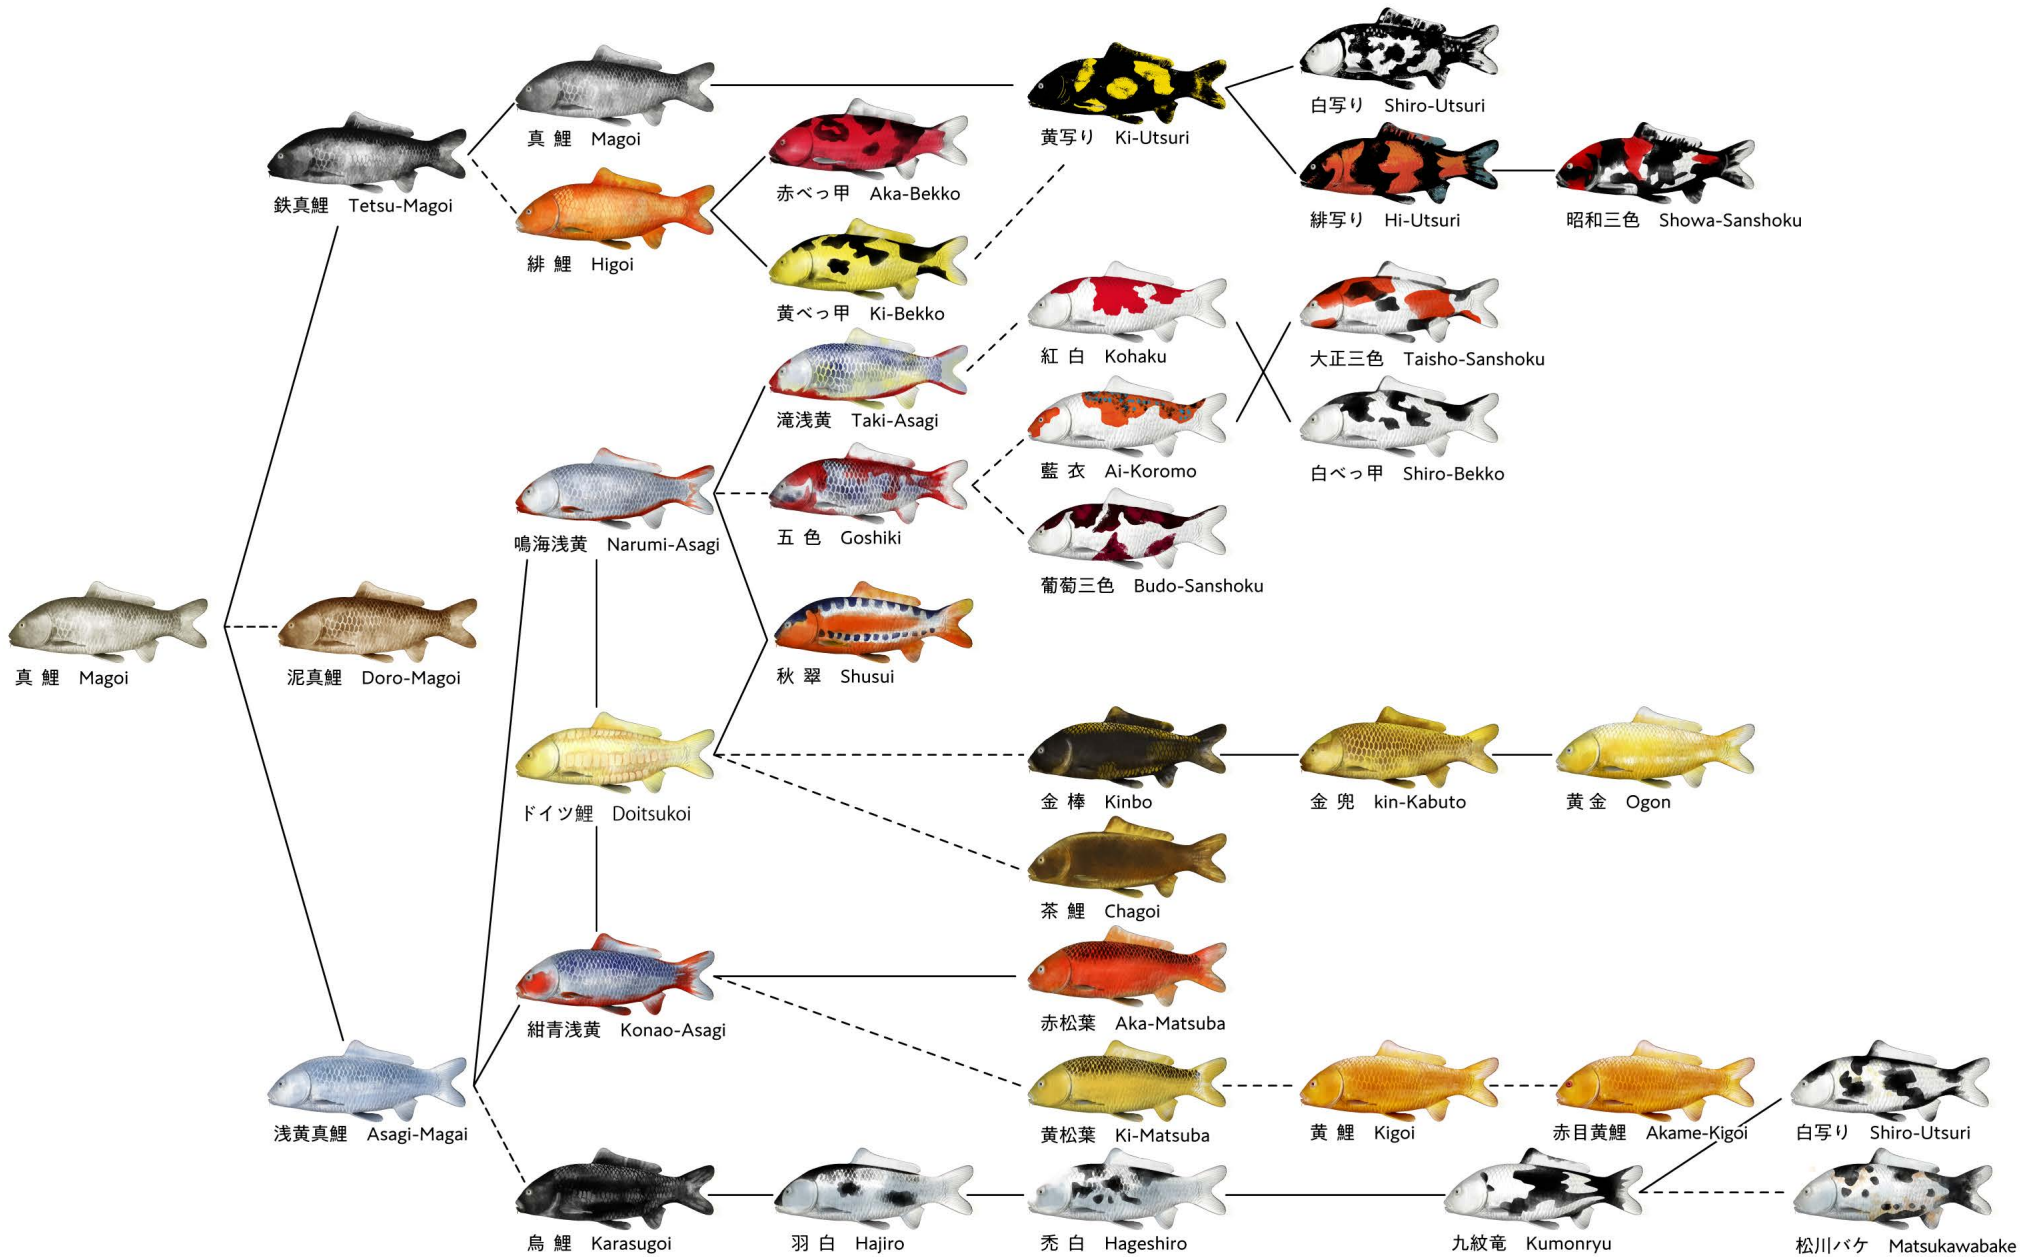 白写り Shiro-Utsuri
真鯉 Magoi
黄写り Ki-Utsuri
赤べっ甲 Aka-Bekko
鉄真鯉 Tetsu-Magoi
緋写り Hi-Utsuri
昭和三色 Showa-Sanshoku
緋鯉 Higoi
黄べっ甲 Ki-Bekko
紅白 Kohaku
大正三色 Taisho-Sanshoku
滝浅黄 Taki-Asagi
藍衣 Ai-Koromo
白べっ甲 Shiro-Bekko
鳴海浅黄 Narumi-Asagi
五色 Goshiki
葡萄三色 Budo-Sanshoku
真鯉 Magoi
泥真鯉 Doro-Magoi
秋翠 Shusui
ドイツ鯉 Doitsukoi
金棒 Kinbo
金兜 kin-Kabuto
黄金 Ogon
茶鯉 Chagoi
紺青浅黄 Konao-Asagi
赤松葉 Aka-Matsuba
浅黄真鯉 Asagi-Magai
黄松葉 Ki-Matsuba
黄鯉 Kigoi
赤目黄鯉 Akame-Kigoi
白写り Shiro-Utsuri
烏鯉 Karasugoi
羽白 Hajiro
禿白 Hageshiro
九紋竜 Kumonryu
松川バケ Matsukawabake